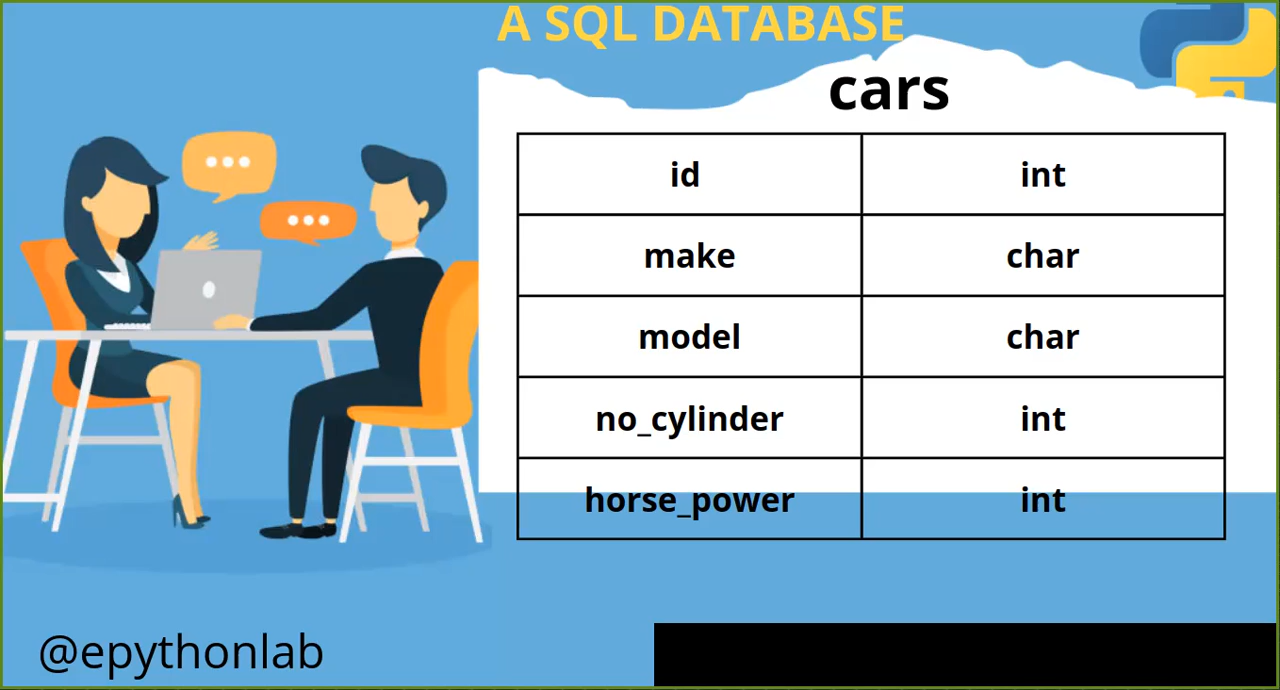 A SQL DATABASE
cars
id int
make char
model char
no_cylinder int
horse_power int
@epythonlab